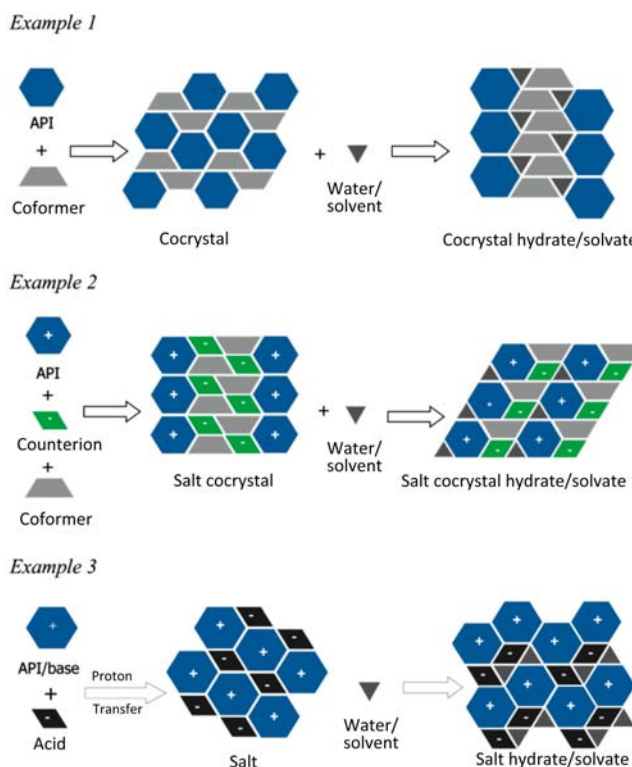 Example 1
API
+
Coformer
Cocrystal
+
Water/
solvent
Cocrystal hydrate/solvate
Example 2
+
API
+
-
Counterion
+
Coformer
+ - +
- 
+ - +
-
+ - +
-
Salt cocrystal
+
Water/
solvent
+ +
- -
+ +
- -
+ +
- -
Salt cocrystal hydrate/solvate
Example 3
+
API/base
+
-
Acid
Proton
Transfer
+ -
+ -
+ - +
- + -
- +
Salt
Water/
solvent
+ +
+ +
- -
- -
+ +
+ +
- -
- -
Salt hydrate/solvate